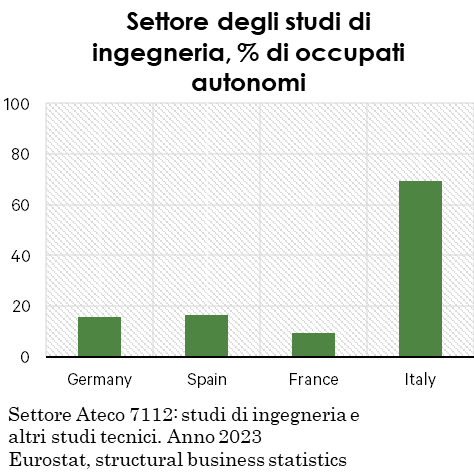 Settore degli studi di
ingegneria, % di occupati
autonomi
100
80
60
40
20
0
Germany
Spain
France
Italy
Settore Ateco 7112: studi di ingegneria e
altri studi tecnici. Anno 2023
Eurostat, structural business statistics